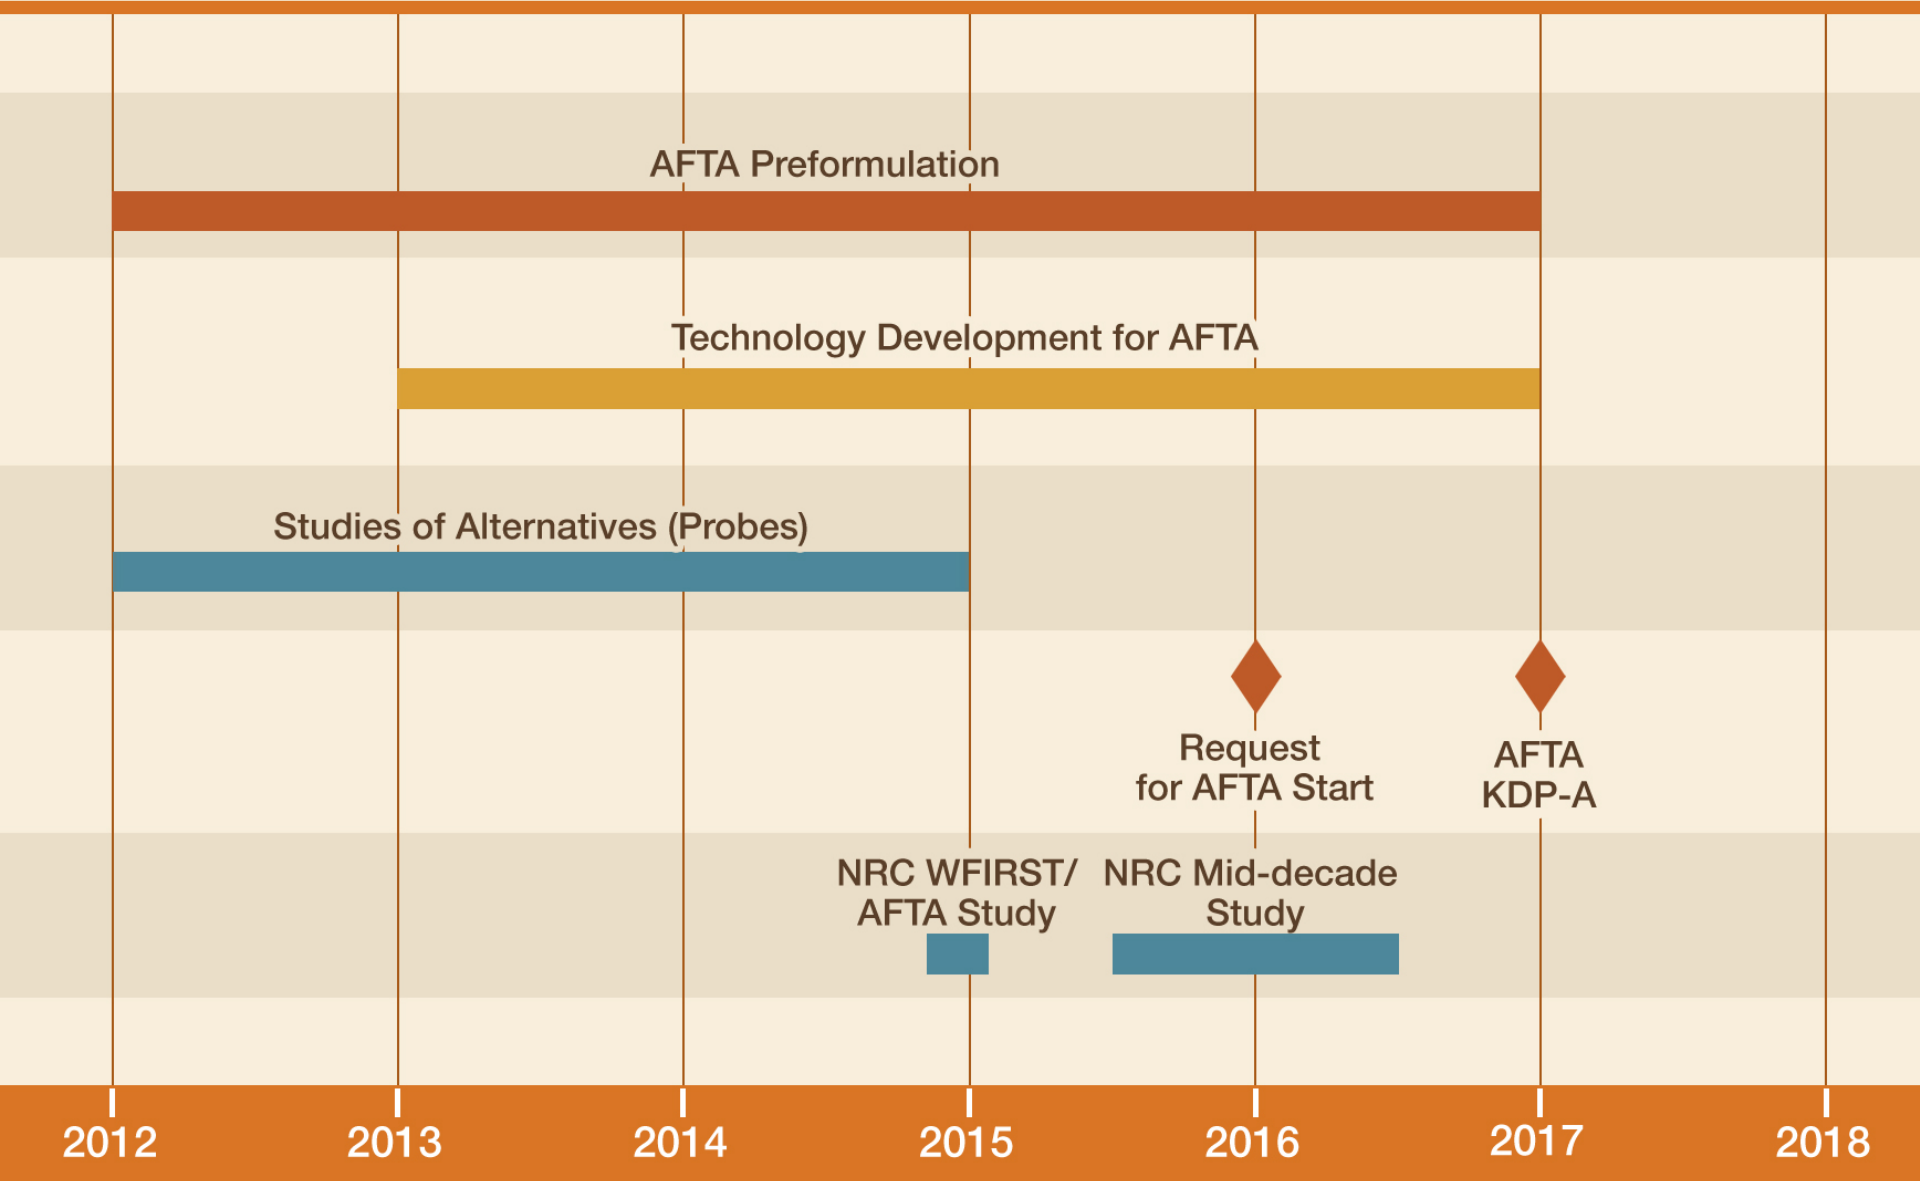 AFTA Preformulation
Technology Development for AFTA
Studies of Alternatives (Probes)
Request
for AFTA Start
AFTA
KDP-A
NRC WFIRST/
AFTA Study
NRC Mid-decade
Study
2012
2013
2014
2015
2016
2017
2018